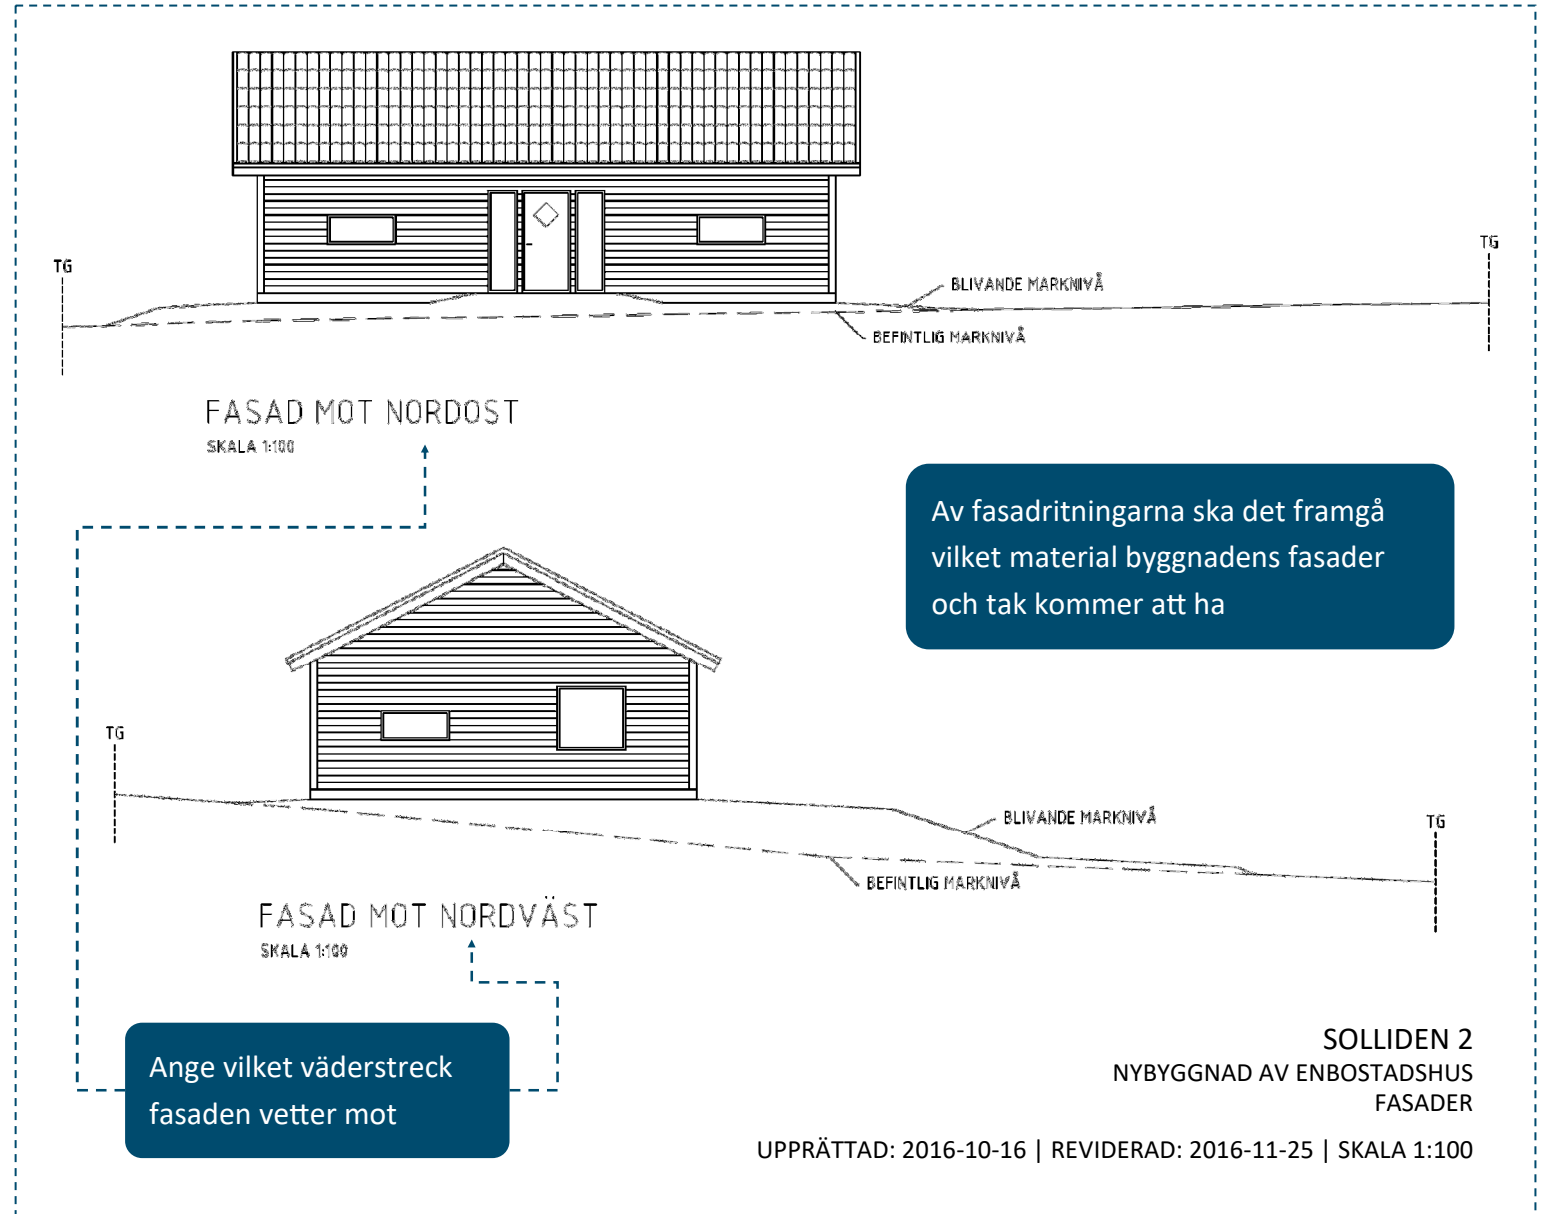 TG
TG
BLIVANDE MARKNIVÅ
BEFINTLIG MARKNIVÅ
FASAD MOT NORDOST
SKALA 1:100
Av fasadritningarna ska det framgå
vilket material byggnadens fasader
och tak kommer att ha
TG
BLIVANDE MARKNIVÅ
TG
BEFINTLIG MARKNIVÅ
FASAD MOT NORDVÄST
SKALA 1:100
Ange vilket väderstreck
fasaden vetter mot
SOLLIDEN 2
NYBYGGNAD AV ENBOSTADSHUS
FASADER
UPPRÄTTAD: 2016-10-16 | REVIDERAD: 2016-11-25 | SKALA 1:100